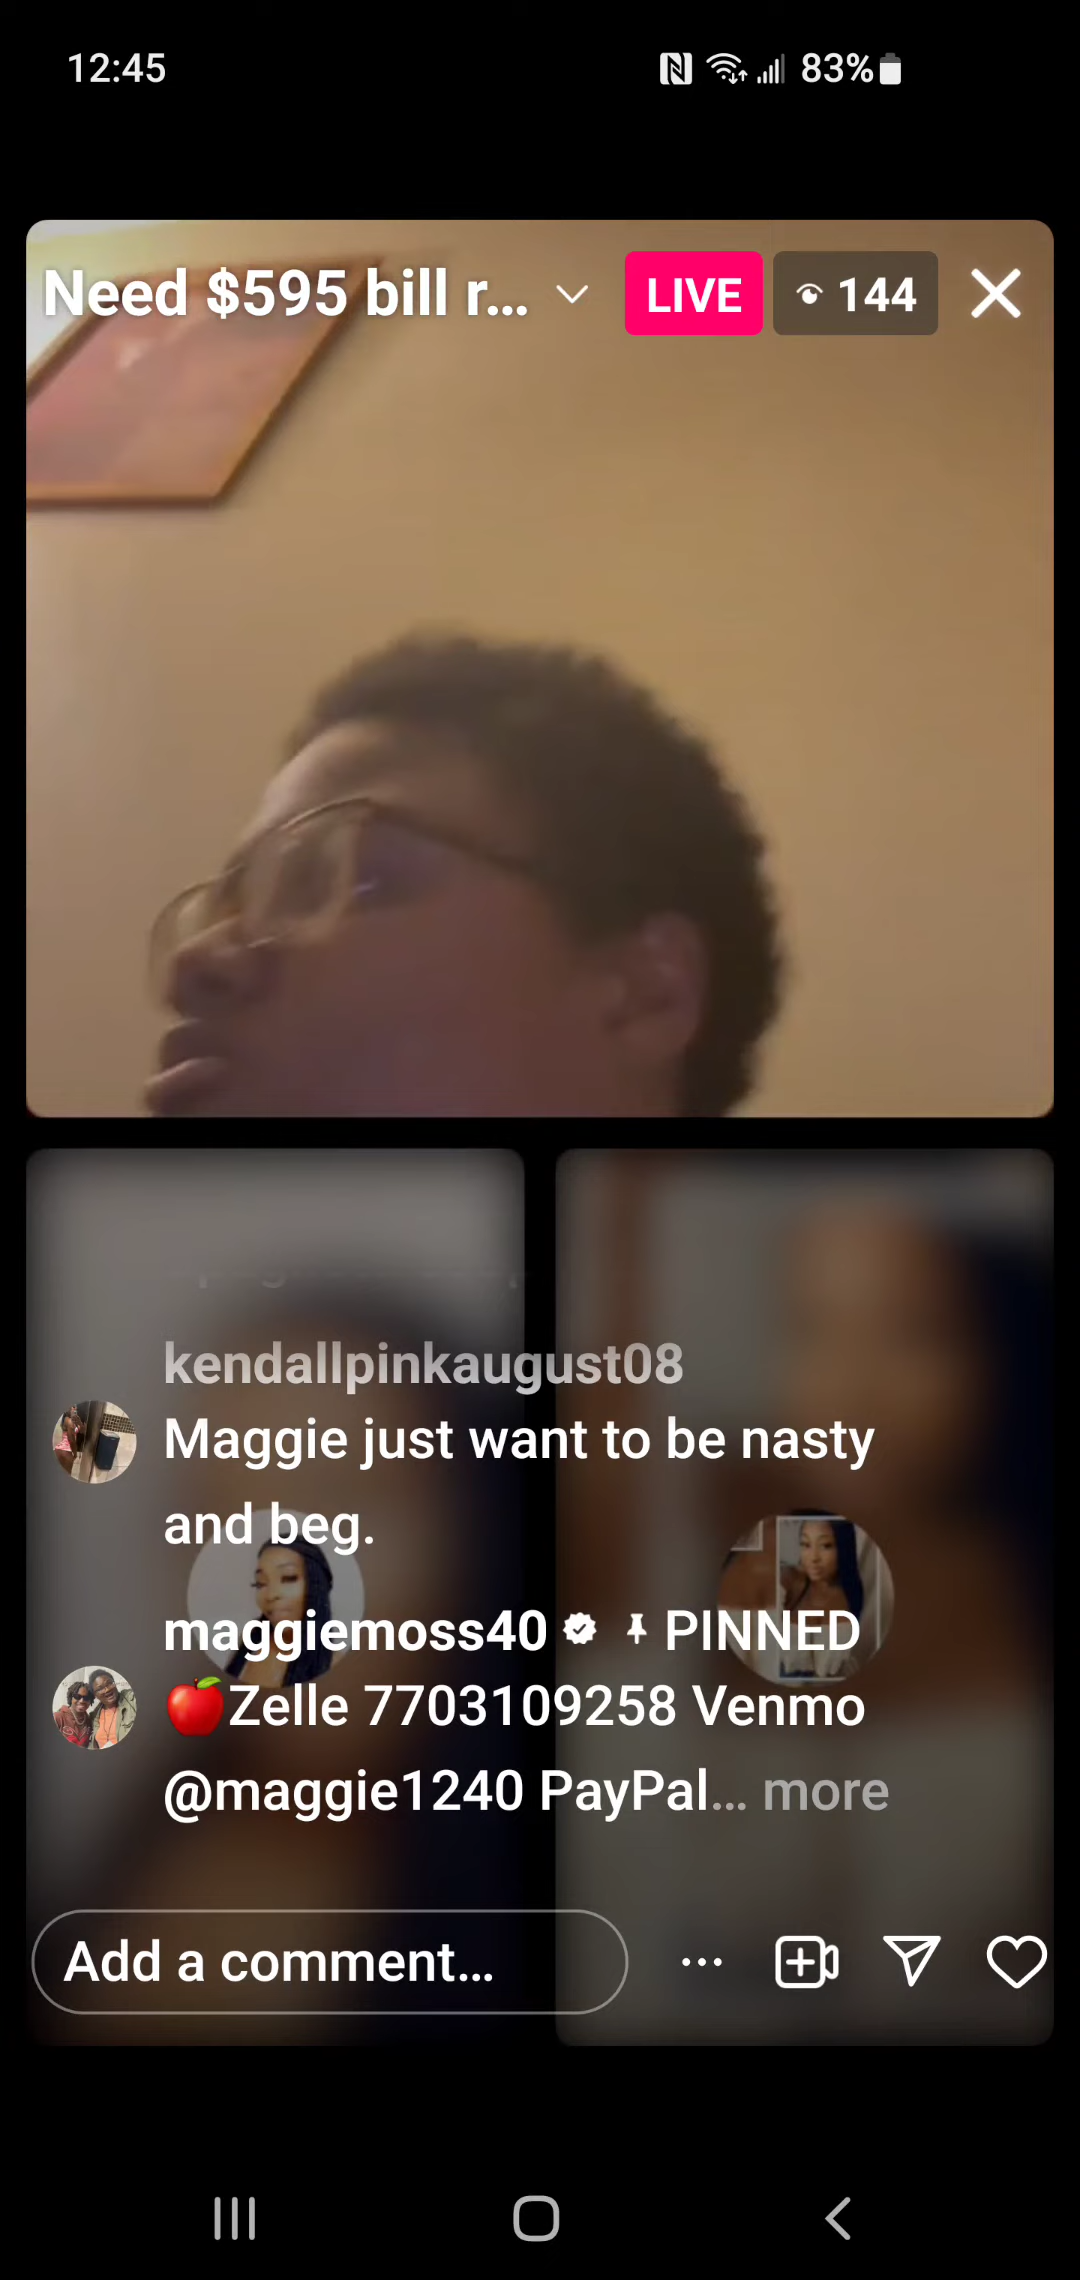 12:45 83%
Need $595 bill r... LIVE 144
kendallpinkaugust08
Maggie just want to be nasty
and beg.
maggiemoss40 PINNED
🍎Zelle 7703109258 Venmo
@maggie1240 PayPal... more
Add a comment...